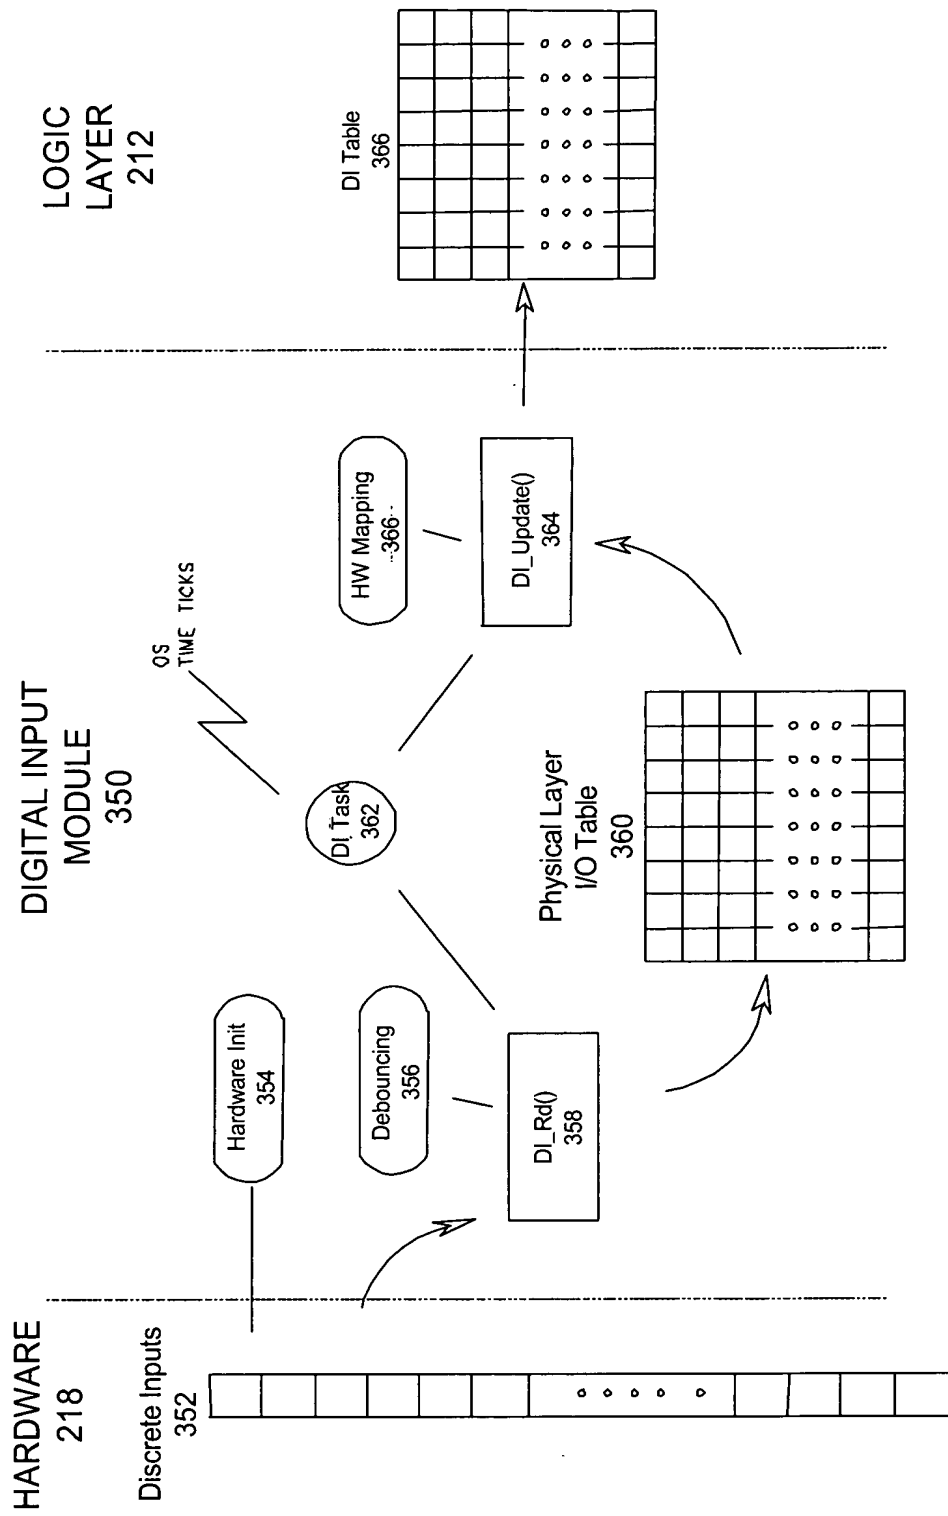 HARDWARE
218
Discrete Inputs
352
DIGITAL INPUT
MODULE
350
Hardware Init
354
Debouncing
356
DI_Rd()
358
DI_Task
362
OS
TIME TICKS
Physical Layer
I/O Table
360
HW Mapping
366
DI_Update()
364
LOGIC
LAYER
212
DI Table
366